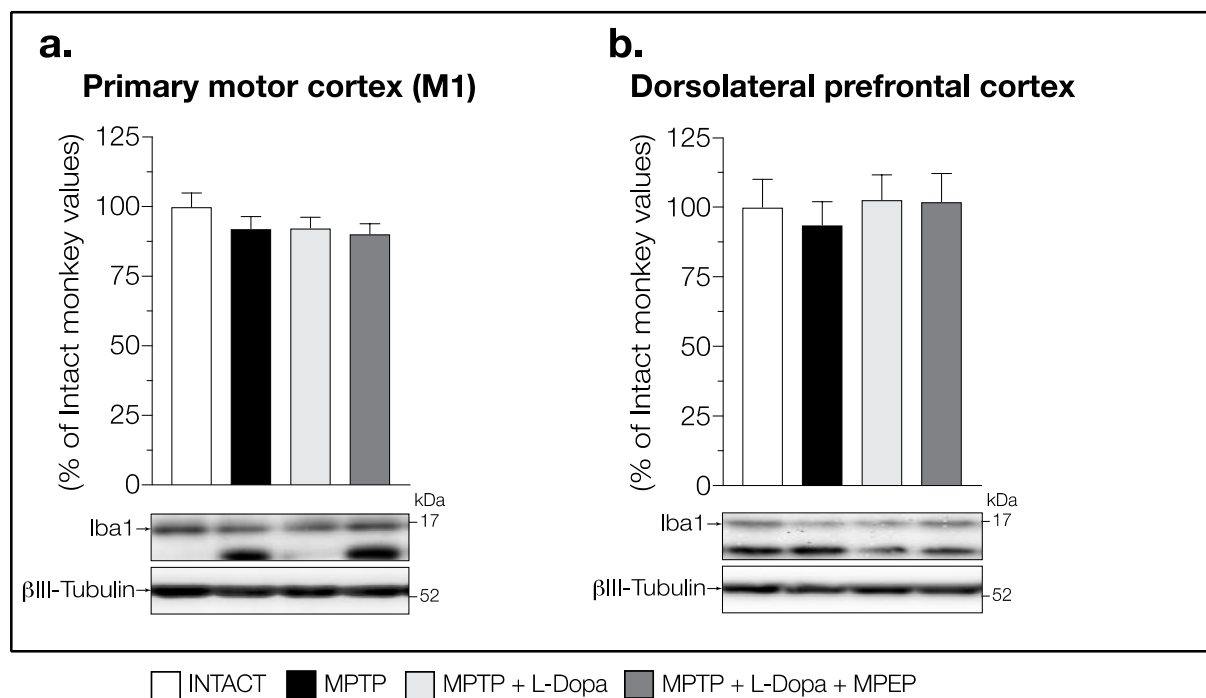 a.
Primary motor cortex (M1)
(% of Intact monkey values)
125
100
75
50
25
0
kDa
Iba1
17
βIII-Tubulin
52
b.
Dorsolateral prefrontal cortex
(% of Intact monkey values)
125
100
75
50
25
0
kDa
Iba1
17
βIII-Tubulin
52
INTACT MPTP MPTP + L-Dopa MPTP + L-Dopa + MPEP